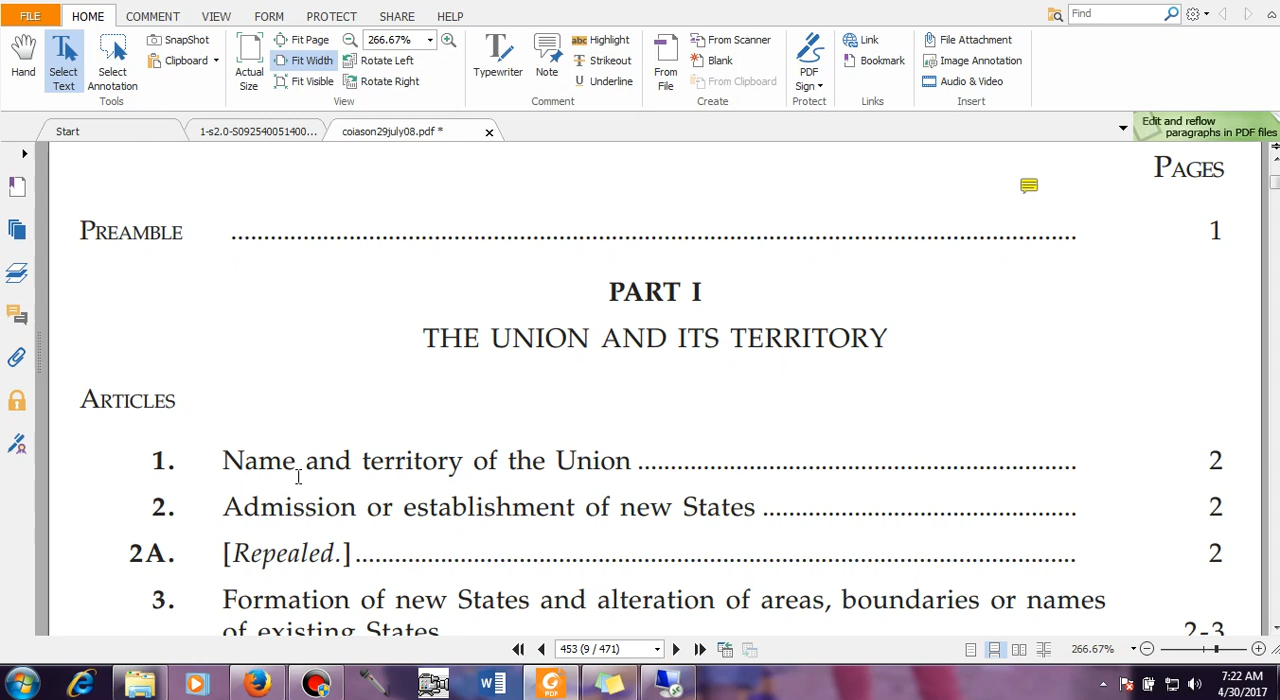 FILE HOME COMMENT VIEW FORM PROTECT SHARE HELP Find
Hand
Select Text
Select Annotation
SnapShot
Clipboard
Tools
Actual Size
Fit Page
Fit Width
Fit Visible
266.67%
Rotate Left
Rotate Right
View
Typewriter
Note
abc Highlight
Strikeout
U Underline
Comment
From File
From Scanner
Blank
From Clipboard
Create
PDF Sign
Protect
Link
Bookmark
Links
File Attachment
Image Annotation
Audio & Video
Insert
Start 1-s2.0-S092540051400... coiason29july08.pdf *
Edit and reflow
paragraphs in PDF files
PAGES
PREAMBLE ................................................................ 1
PART I
THE UNION AND ITS TERRITORY
ARTICLES
1. Name and territory of the Union ................................................................ 2
2. Admission or establishment of new States ................................................ 2
2A. [Repealed.] ................................................................ 2
3. Formation of new States and alteration of areas, boundaries or names
of existing States 2-3
453 (9 / 471) 266.67%
PDF
7:22 AM
4/30/2017